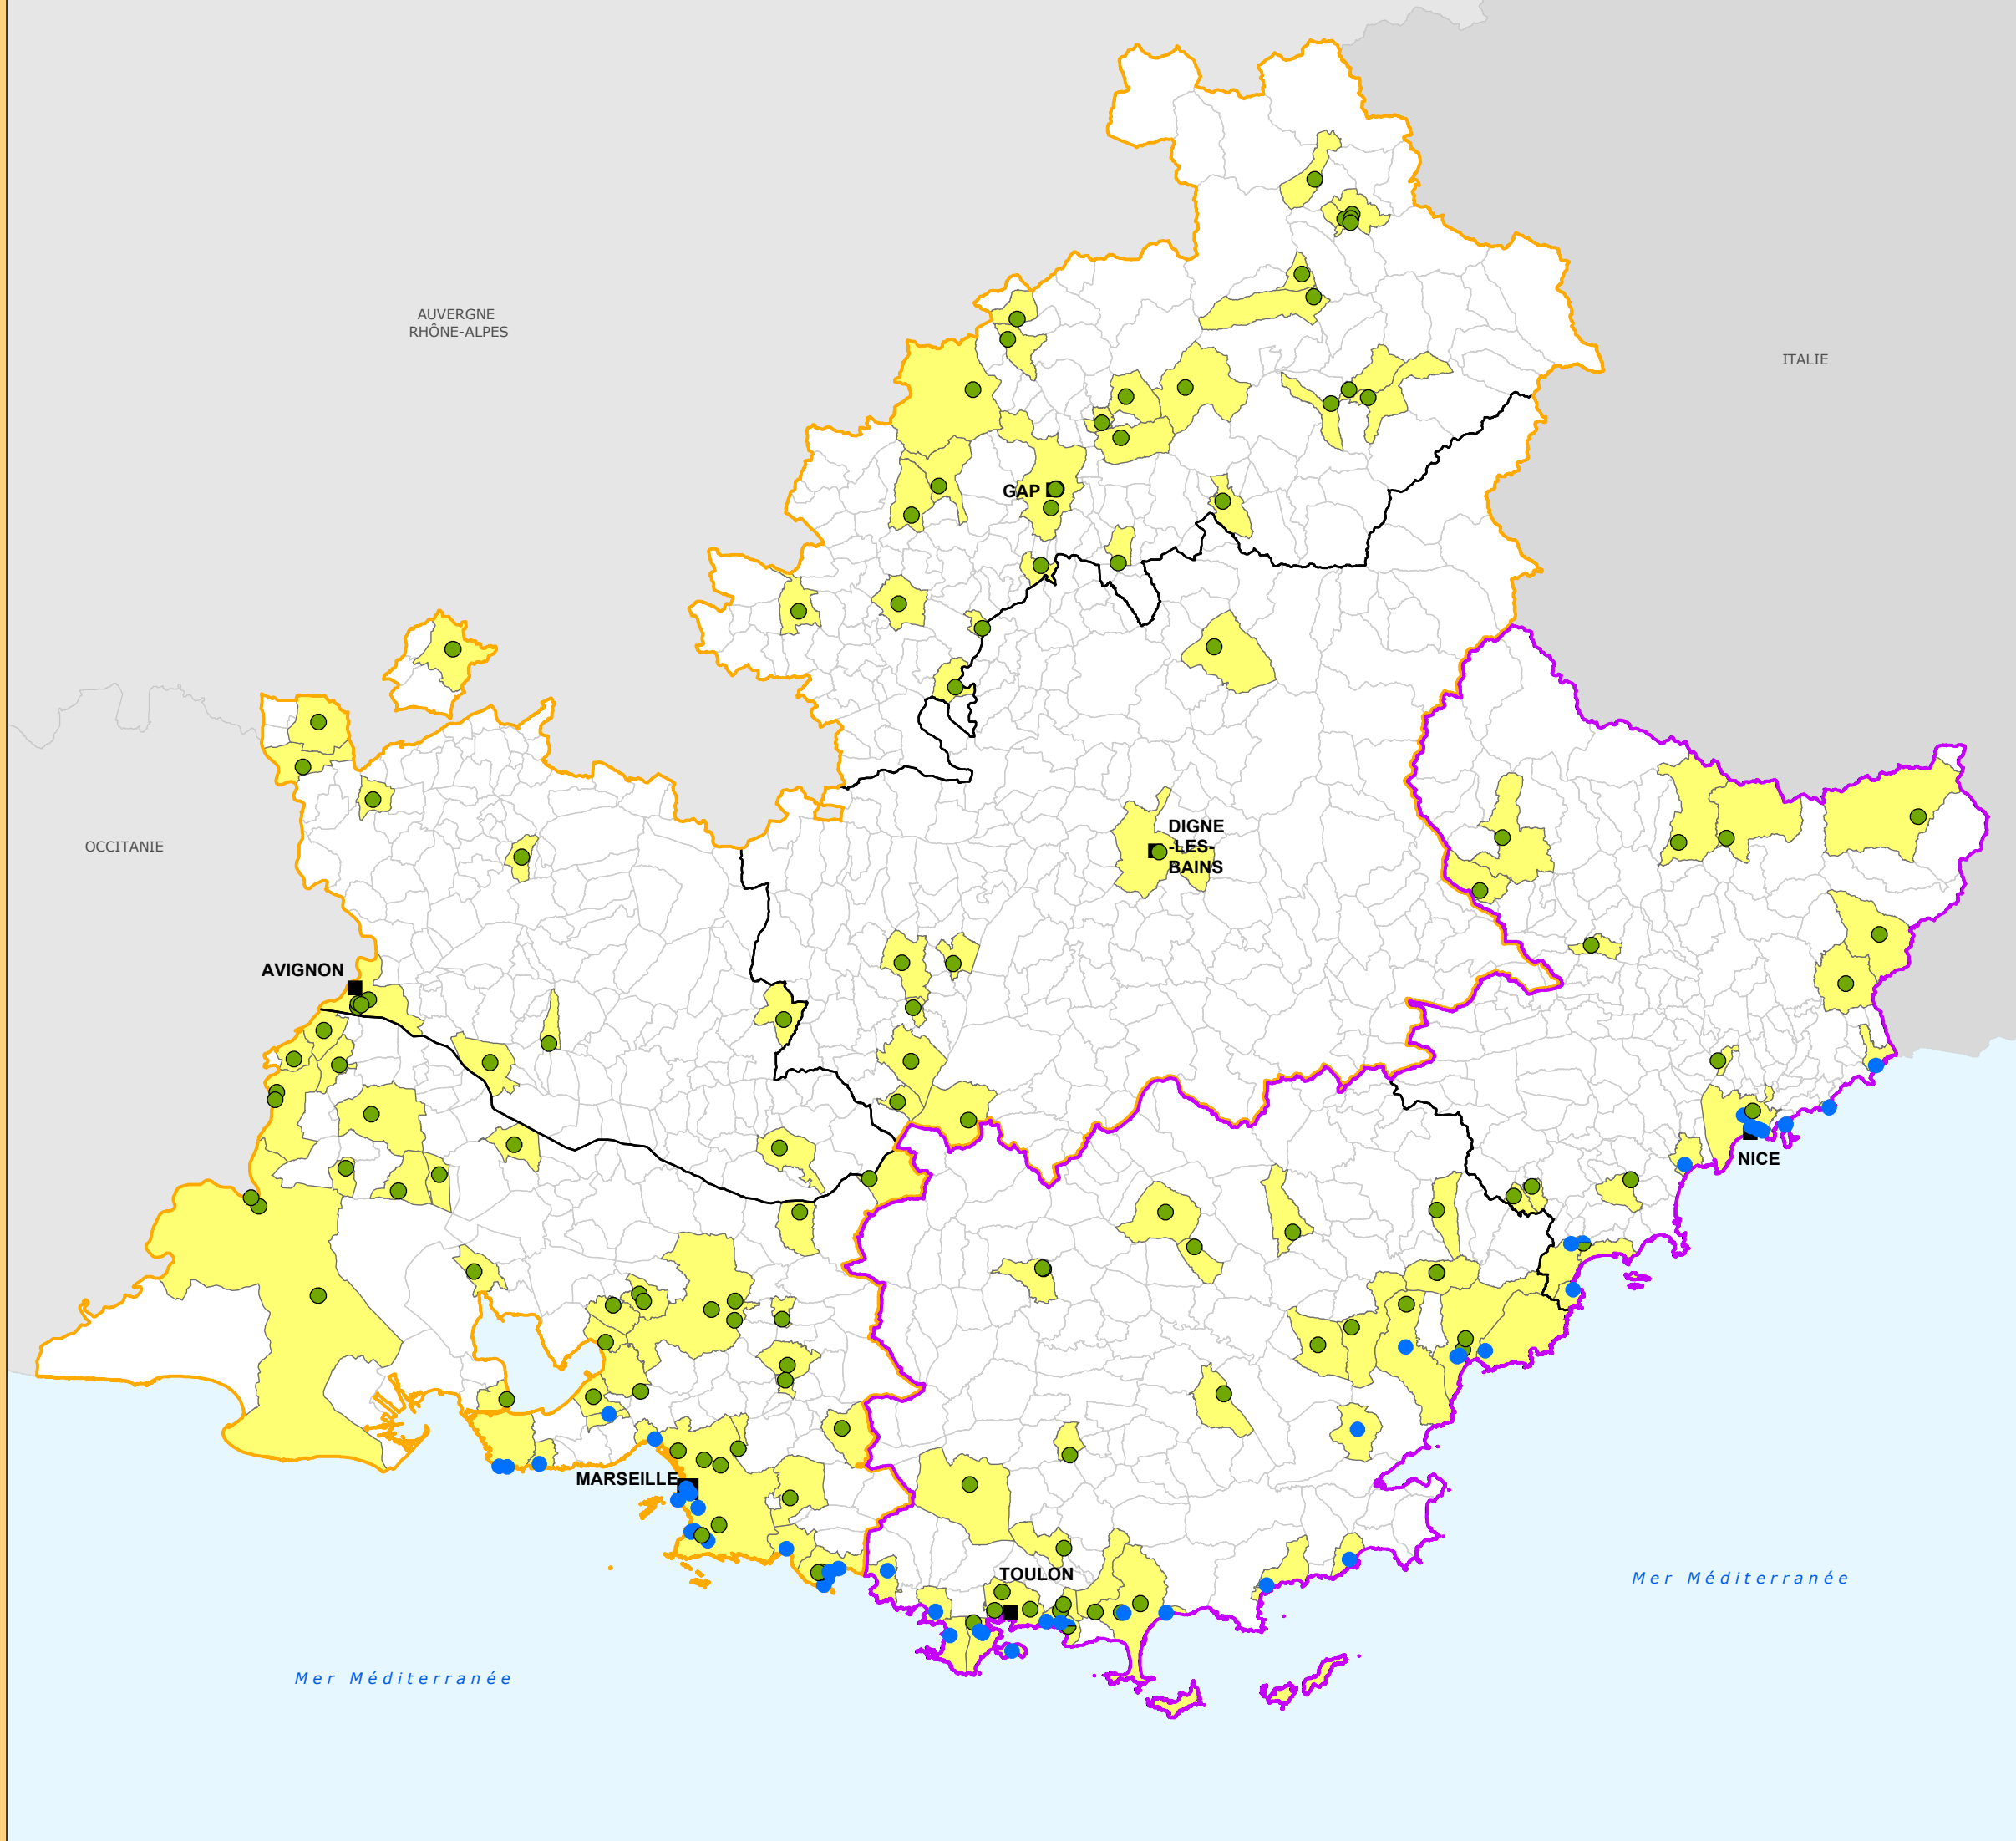 AUVERGNE
RHÔNE-ALPES
ITALIE
GAP
DIGNE
-LES-
BAINS
OCCITANIE
AVIGNON
NICE
MARSEILLE
TOULON
Mer Méditerranée
Mer Méditerranée